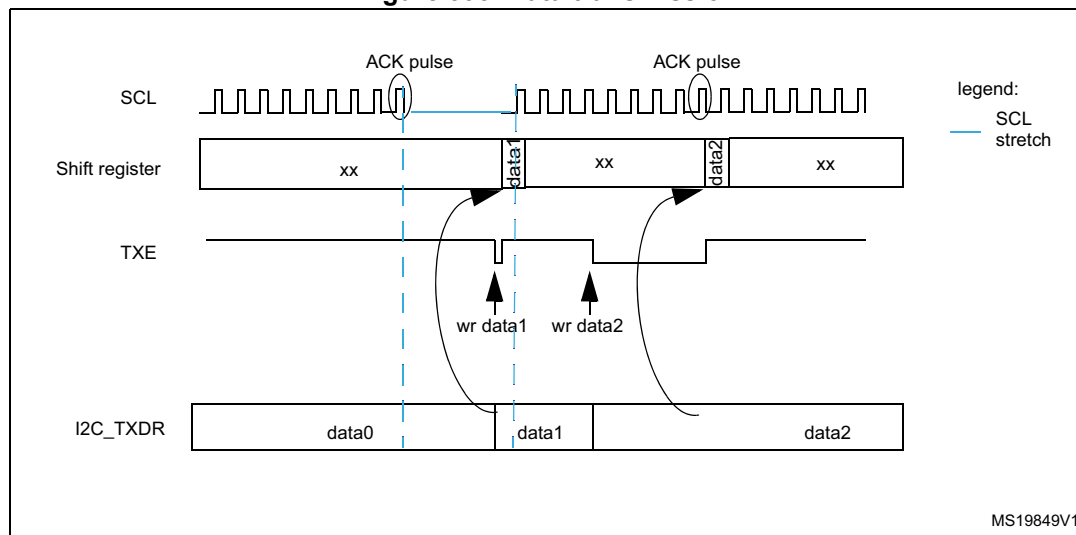 ACK pulse ACK pulse
SCL
legend:
SCL
stretch
Shift register
xx
data1
xx
data2
xx
TXE
wr data1 wr data2
I2C_TXDR
data0
data1
data2
MS19849V1